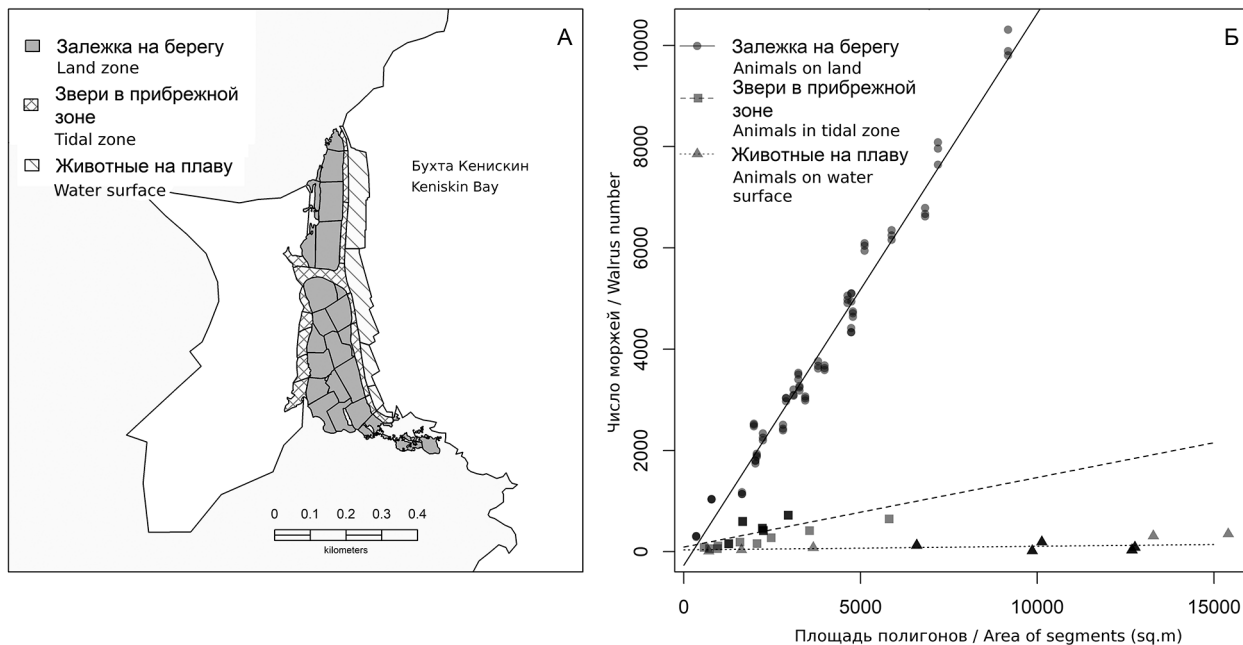 А
Залежка на берегу
Land zone
Звери в прибрежной
зоне
Tidal zone
Животные на плаву
Water surface
Бухта Кенискин
Keniskin Bay
0 0.1 0.2 0.3 0.4
kilometers
Б
Залежка на берегу
Animals on land
Звери в прибрежной
зоне
Animals in tidal zone
Животные на плаву
Animals on water
surface
Число моржей / Walrus number
10000
8000
6000
4000
2000
0
0 5000 10000 15000
Площадь полигонов / Area of segments (sq.m)